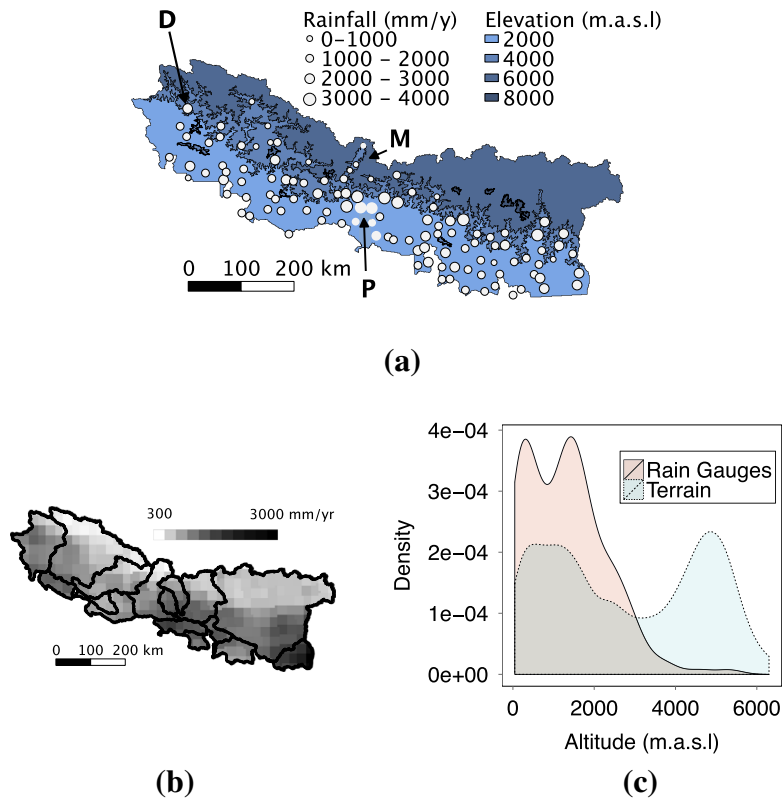 D
Rainfall (mm/y)
0-1000
1000 – 2000
2000 – 3000
3000 – 4000
Elevation (m.a.s.l)
2000
4000
6000
8000
M
P
0 100 200 km
(a)
300 3000 mm/yr
0 100 200 km
(b)
4e−04
3e−04
2e−04
1e−04
0e+00
Density
Rain Gauges
Terrain
0 2000 4000 6000
Altitude (m.a.s.l)
(c)